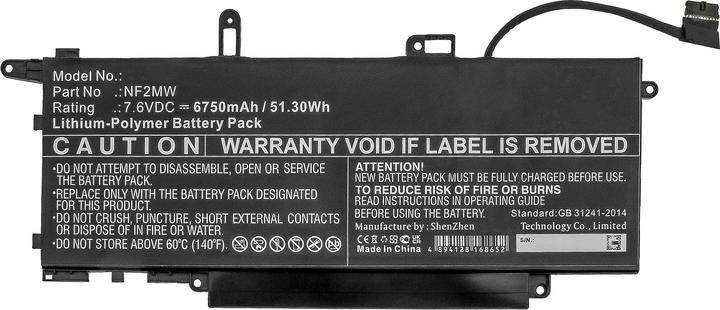 Model No.:
Part No .:NF2MW
Rating .:7.6VDC⎓ 6750mAh / 51.30Wh
Lithium-Polymer Battery Pack
CAUTION WARRANTY VOID IF LABEL IS REMOVED
•DO NOT ATTEMPT TO DISASSEMBLE, OPEN OR SERVICE
THE BATTERY PACK.
•REPLACE ONLY WITH THE BATTERY PACK DESIGNATED
FOR THIS PRODUCT.
•DO NOT CRUSH, PUNCTURE, SHORT EXTERNAL CONTACTS
OR DISPOSE OF IN FIRE OR WATER.
•DO NOT STORE ABOVE 60°C (140°F).
ATTENTION!
NEW BATTERY PACK MUST BE FULLY CHARGED BEFORE USE.
TO REDUCE RISK OF FIRE OR BURNS
READ INSTRUCTIONS IN OPERATING GUIDE
BEFORE USING THE BATTERY. Standard:GB 31241-2014
Manufacture by : ShenZhen Technology Co., Limited
Made In China
4 894128 168652
S/N.: